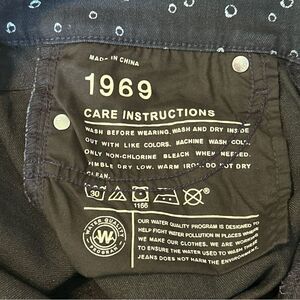 MADE IN CHINA
1969
CARE INSTRUCTIONS
WASH BEFORE WEARING. WASH AND DRY INSIDE
OUT WITH LIKE COLORS. MACHINE WASH COLD.
ONLY NON-CHLORINE BLEACH WHEN NEEDED.
TUMBLE DRY LOW. WARM IRON. DO NOT DRY
CLEAN.
30
1166
WATER QUALITY
W
PROGRAM
OUR WATER QUALITY PROGRAM IS DESIGNED TO
HELP FIGHT WATER POLLUTION IN PLACES WHERE
WE MAKE OUR CLOTHES. WE ARE WORKING
TO ENSURE THE WATER USED TO WASH THESE
JEANS DOES NOT HARM THE ENVIRONMENT.